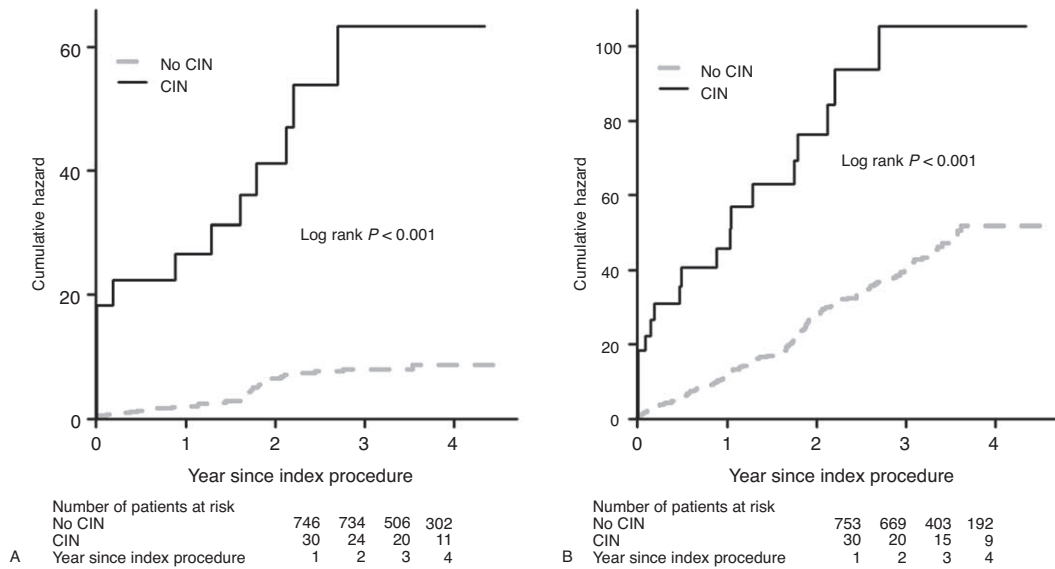 60
40
20
0
Cumulative hazard
No CIN
CIN
Log rank P < 0.001
0 1 2 3 4
Year since index procedure
Number of patients at risk
No CIN 746 734 506 302
CIN 30 24 20 11
A Year since index procedure 1 2 3 4
100
80
60
40
20
0
Cumulative hazard
No CIN
CIN
Log rank P < 0.001
0 1 2 3 4
Year since index procedure
Number of patients at risk
No CIN 753 669 403 192
CIN 30 20 15 9
B Year since index procedure 1 2 3 4